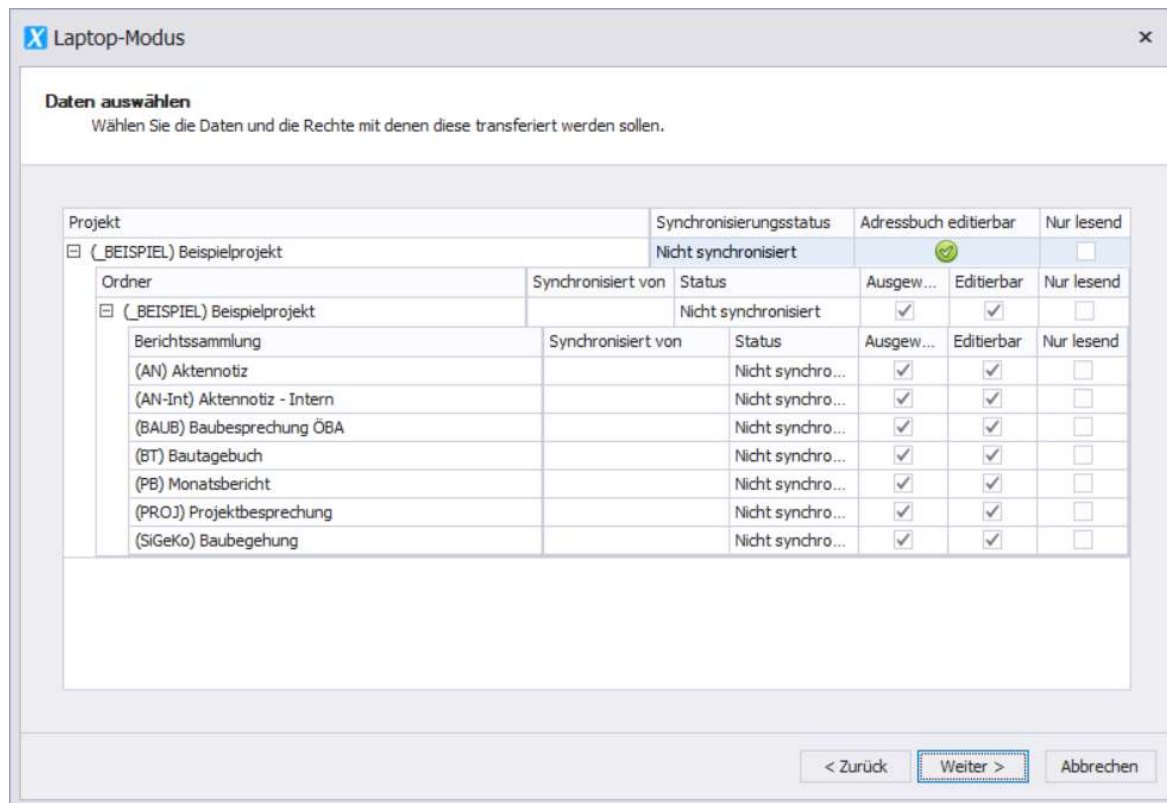 X Laptop-Modus
Daten auswählen
Wählen Sie die Daten und die Rechte mit denen diese transferiert werden sollen.
Projekt Synchronisierungsstatus Adressbuch editierbar Nur lesend
(_BEISPIEL) Beispielprojekt Nicht synchronisiert
Ordner Synchronisiert von Status Ausgew... Editierbar Nur lesend
(_BEISPIEL) Beispielprojekt Nicht synchronisiert
Berichtssammlung Synchronisiert von Status Ausgew... Editierbar Nur lesend
(AN) Aktennotiz Nicht synchro...
(AN-Int) Aktennotiz - Intern Nicht synchro...
(BAUB) Baubesprechung ÖBA Nicht synchro...
(BT) Bautagebuch Nicht synchro...
(PB) Monatsbericht Nicht synchro...
(PROJ) Projektbesprechung Nicht synchro...
(SiGeKo) Baubegehung Nicht synchro...
< Zurück Weiter > Abbrechen